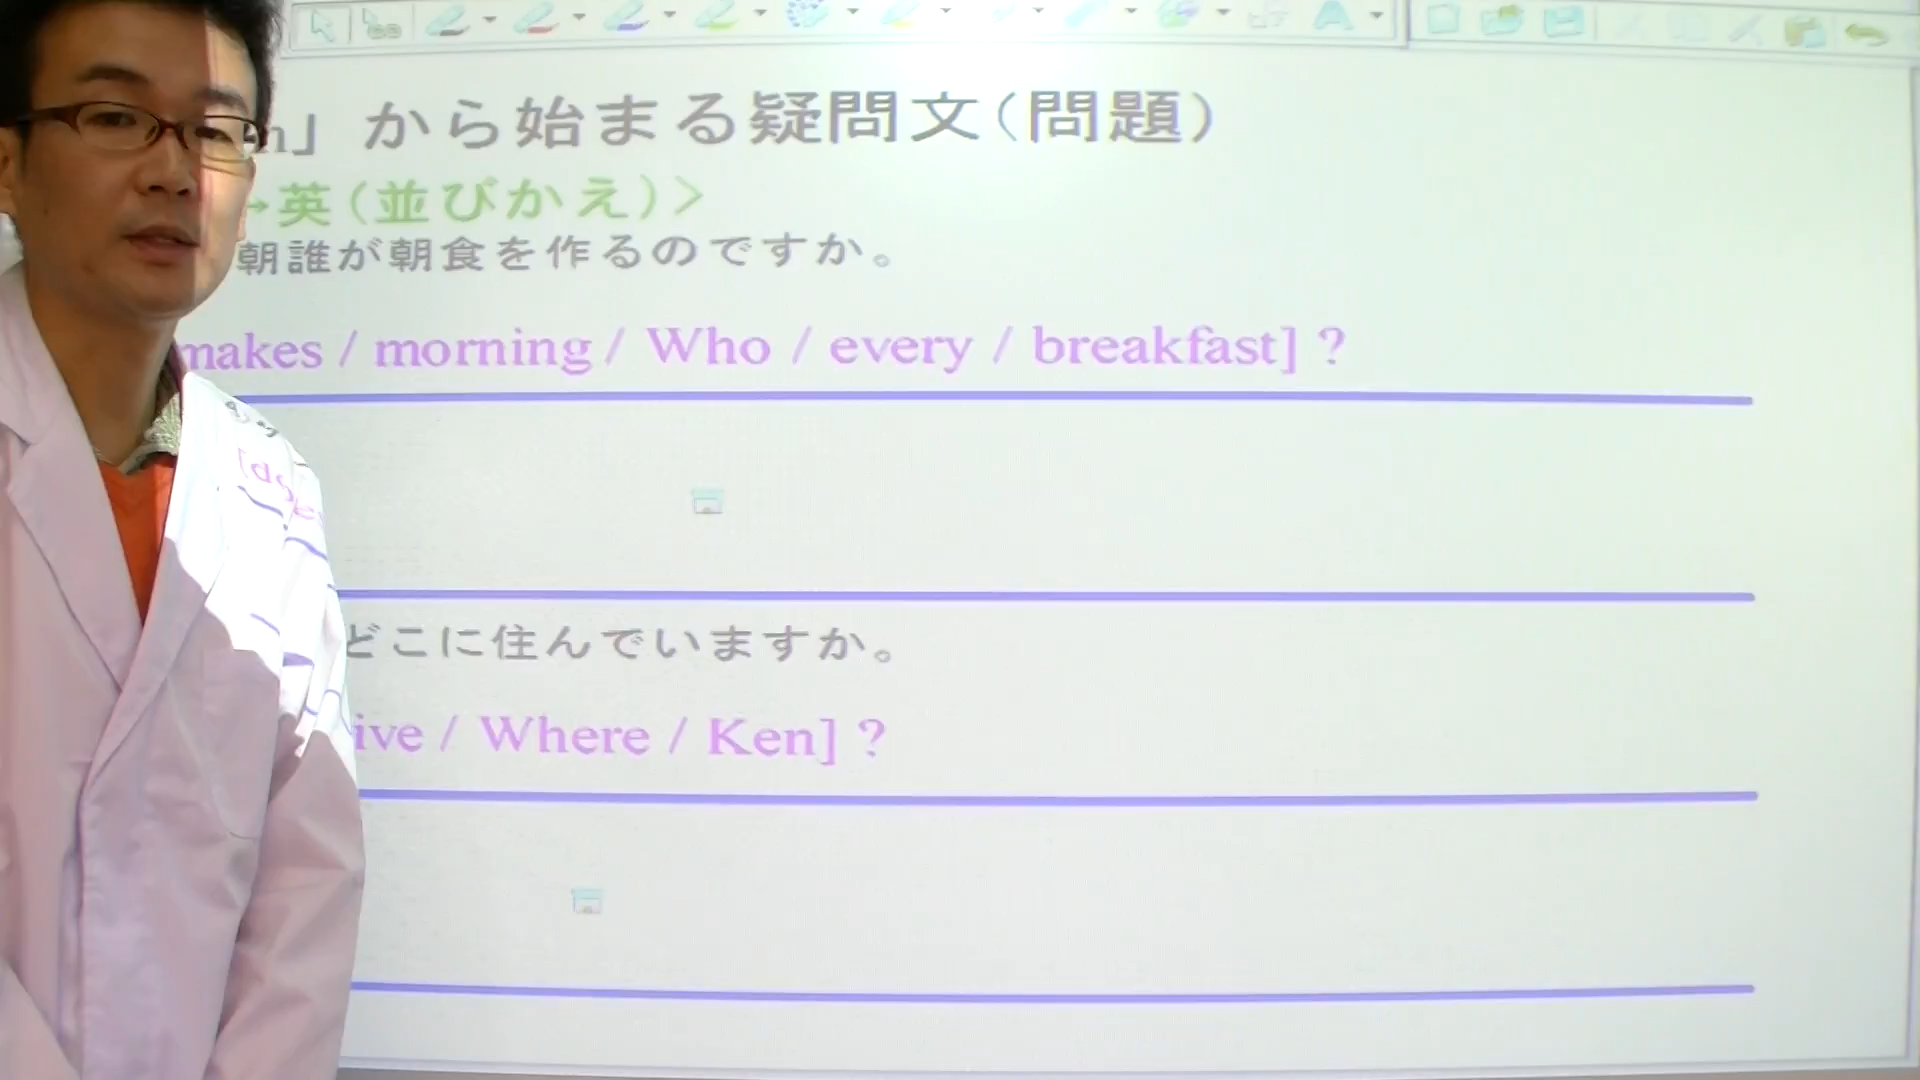 」から始まる疑問文(問題)
→英(並びかえ)>
朝誰が朝食を作るのですか。
makes / morning / Who / every / breakfast] ?
どこに住んでいますか。
ive / Where / Ken] ?